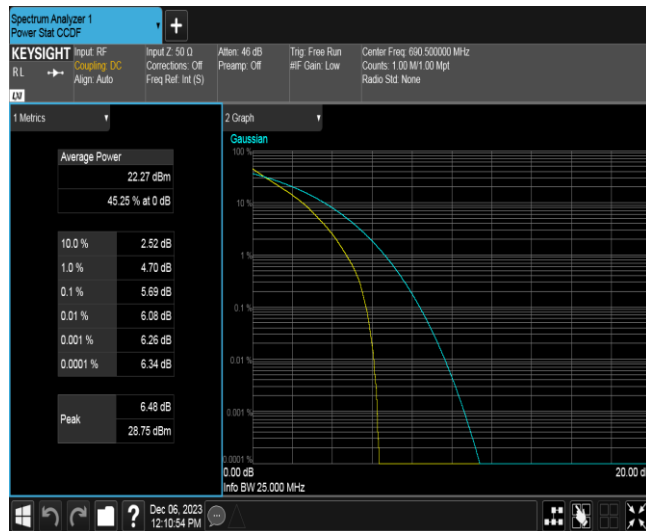 Spectrum Analyzer 1
Power Stat CCDF
KEYSIGHT
RL
LXI
Input: RF
Coupling: DC
Align: Auto
Input Z: 50 Ω
Corrections: Off
Freq Ref: Int (S)
Atten: 46 dB
Preamp: Off
Trig: Free Run
#IF Gain: Low
Center Freq: 690.500000 MHz
Counts: 1.00 M/1.00 Mpt
Radio Std: None
1 Metrics
Average Power
22.27 dBm
45.25 % at 0 dB
10.0 % 2.52 dB
1.0 % 4.70 dB
0.1 % 5.69 dB
0.01 % 6.08 dB
0.001 % 6.26 dB
0.0001 % 6.34 dB
Peak
6.48 dB
28.75 dBm
2 Graph
Gaussian
100 %
10 %
1 %
0.1 %
0.01 %
0.001 %
0.0001 %
0.00 dB
20.00 d
Info BW 25.000 MHz
?
Dec 06, 2023
12:10:54 PM